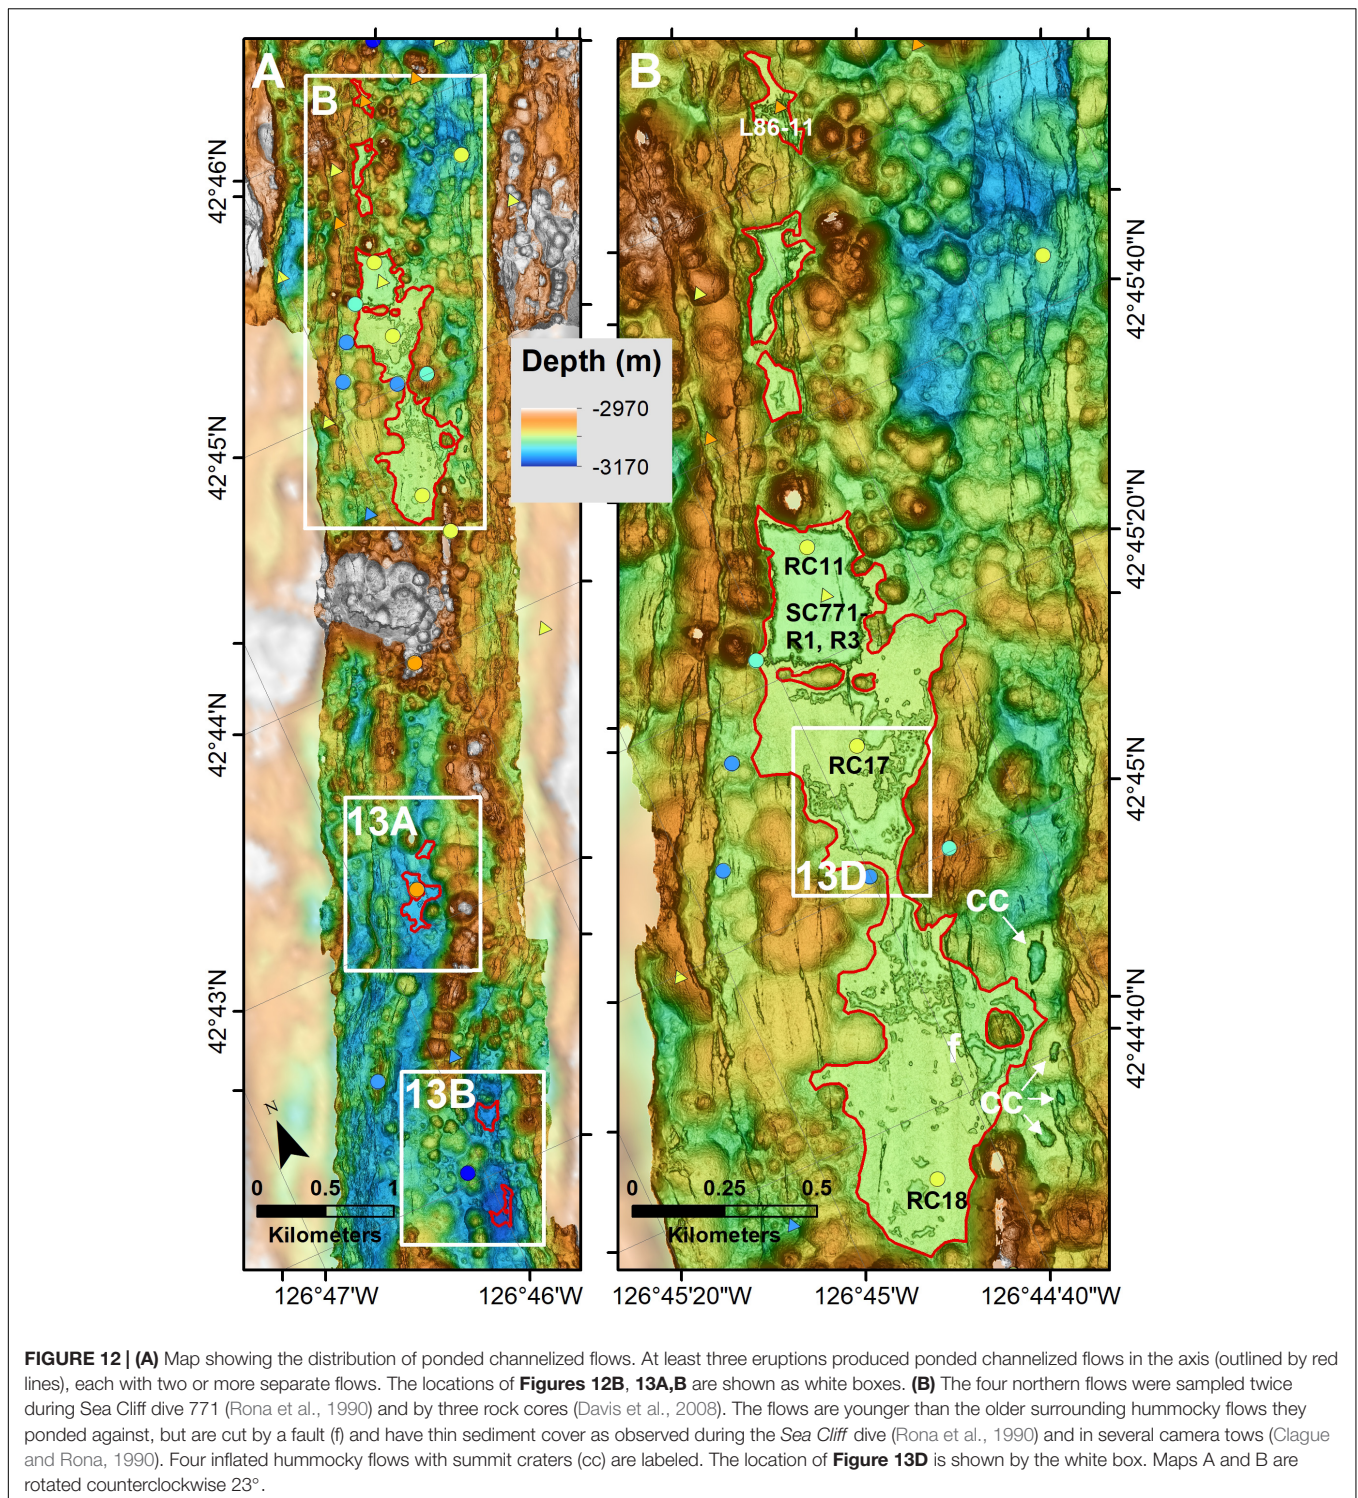 A
B
42°46'N
42°45'N
42°44'N
42°43'N
13A
13B
N
0 0.5 1
Kilometers
126°47'W 126°46'W
Depth (m)
-2970
-3170
B
L86-11
RC11
SC771-
R1, R3
RC17
13D
cc
f
cc
RC18
0 0.25 0.5
Kilometers
42°45'40"N
42°45'20"N
42°45'N
42°44'40"N
126°45'20"W 126°45'W 126°44'40"W
FIGURE 12 | (A) Map showing the distribution of ponded channelized flows. At least three eruptions produced ponded channelized flows in the axis (outlined by red
lines), each with two or more separate flows. The locations of Figures 12B, 13A,B are shown as white boxes. (B) The four northern flows were sampled twice
during Sea Cliff dive 771 (Rona et al., 1990) and by three rock cores (Davis et al., 2008). The flows are younger than the older surrounding hummocky flows they
ponded against, but are cut by a fault (f) and have thin sediment cover as observed during the Sea Cliff dive (Rona et al., 1990) and in several camera tows (Clague
and Rona, 1990). Four inflated hummocky flows with summit craters (cc) are labeled. The location of Figure 13D is shown by the white box. Maps A and B are
rotated counterclockwise 23°.